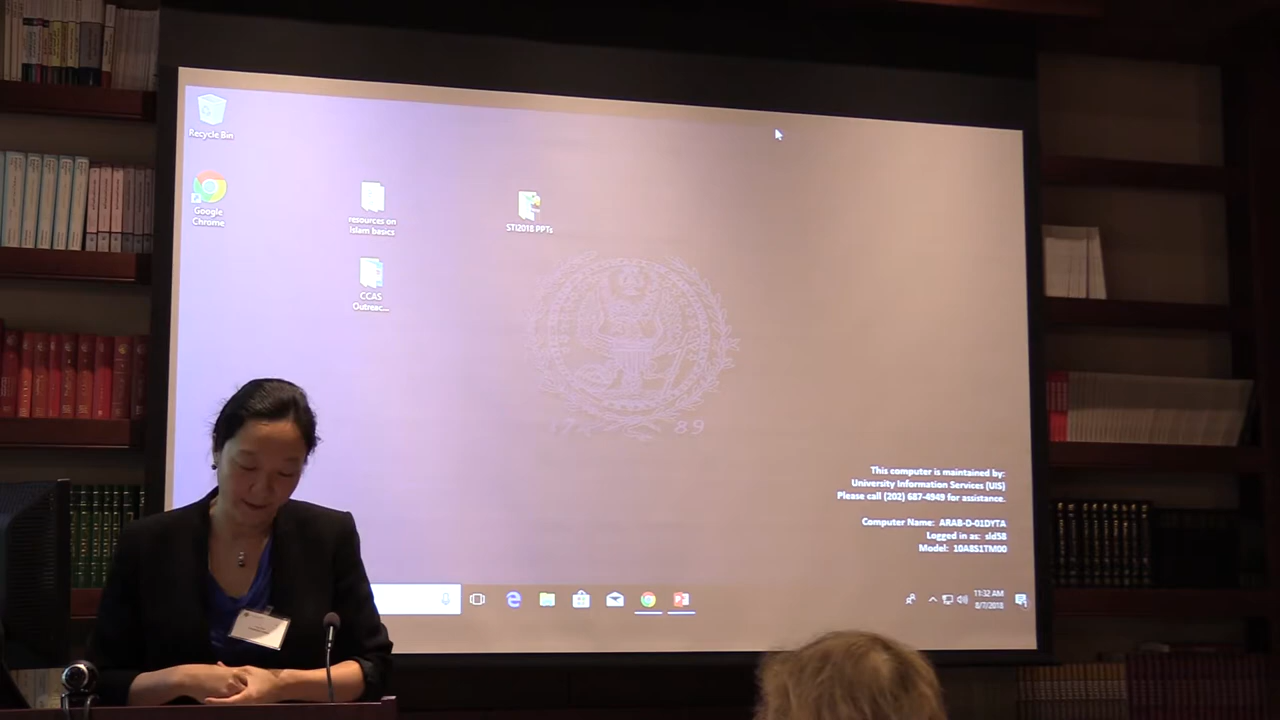 Recycle Bin
Google
Chrome
resources on
Islam basics
STI2018 PPTs
CCAS
Outreac...
17 89
This computer is maintained by:
University Information Services (UIS)
Please call (202) 687-4949 for assistance.
Computer Name: ARAB-D-01DYTA
Logged in as: sld58
Model: 10A8S1TM00
11:32 AM
8/7/2018